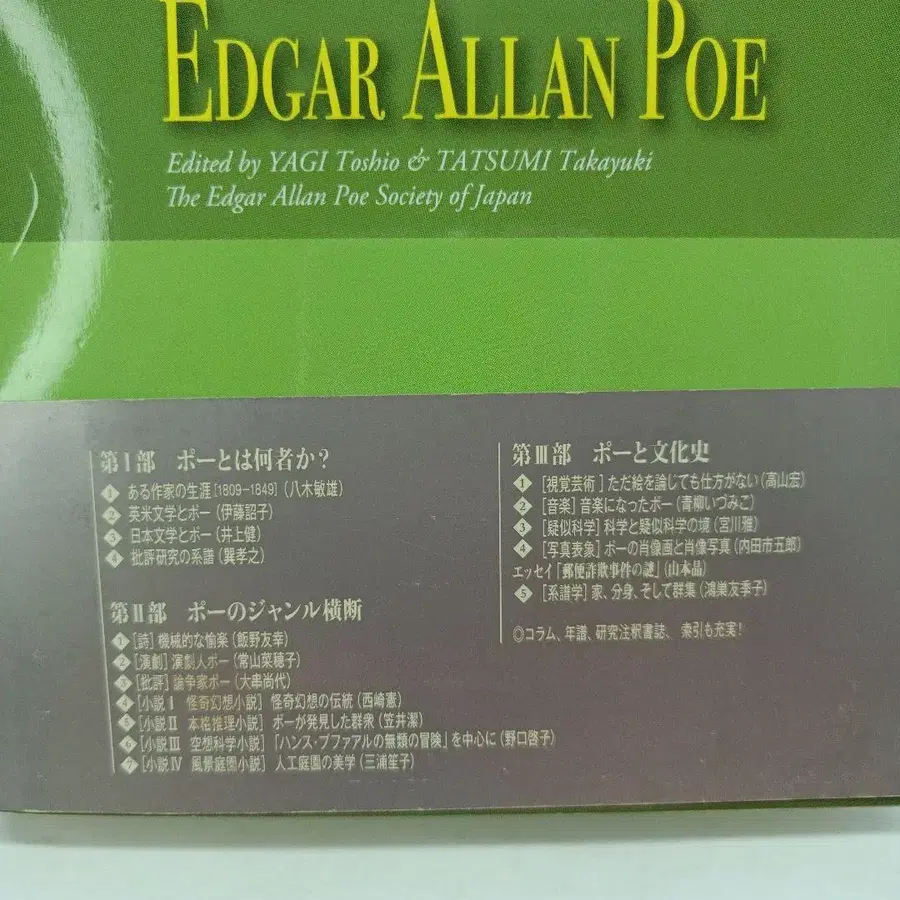 EDGAR ALLAN POE
Edited by YAGI Toshio & TATSUMI Takayuki
The Edgar Allan Poe Society of Japan
第Ⅰ部 ポーとは何者か?
1 ある作家の生涯[1809-1849](八木敏雄)
2 英米文学とポー(伊藤詔子)
3 日本文学とポー(井上健)
4 批評研究の系譜(巽孝之)
第Ⅱ部 ポーのジャンル横断
1 [詩] 機械的な愉楽(飯野友幸)
2 [演劇] 演劇人ポー(常山菜穂子)
3 [批評] 論争家ポー(大串尚代)
4 [小説Ⅰ 怪奇幻想小説] 怪奇幻想の伝統(西崎憲)
5 [小説Ⅱ 本格推理小説] ポーが発見した群衆(笠井潔)
6 [小説Ⅲ 空想科学小説]「ハンス・プファアルの無類の冒険」を中心に(野口啓子)
7 [小説Ⅳ 風景庭園小説] 人工庭園の美学(三浦笙子)
第Ⅲ部 ポーと文化史
1 [視覚芸術] ただ絵を論じても仕方がない(高山宏)
2 [音楽] 音楽になったポー(青柳いづみこ)
3 [疑似科学] 科学と疑似科学の境(宮川雅)
4 [写真表象] ポーの肖像画と肖像写真(内田市五郎)
エッセイ「郵便詐欺事件の謎」(山本晶)
5 [系譜学] 家、分身、そして群集(鴻巣友季子)
◎コラム、年譜、研究注釈書誌、索引も充実!